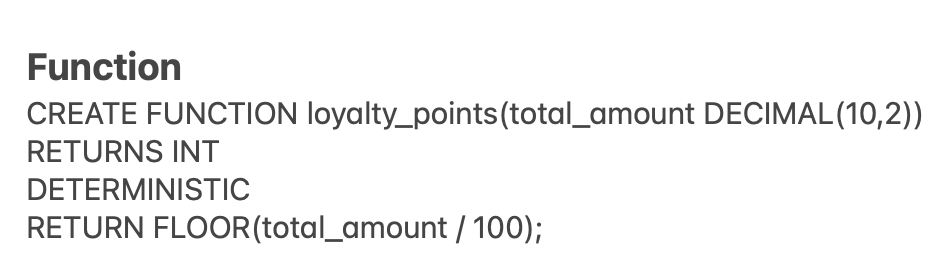 Function
CREATE FUNCTION loyalty_points(total_amount DECIMAL(10,2))
RETURNS INT
DETERMINISTIC
RETURN FLOOR(total_amount / 100);